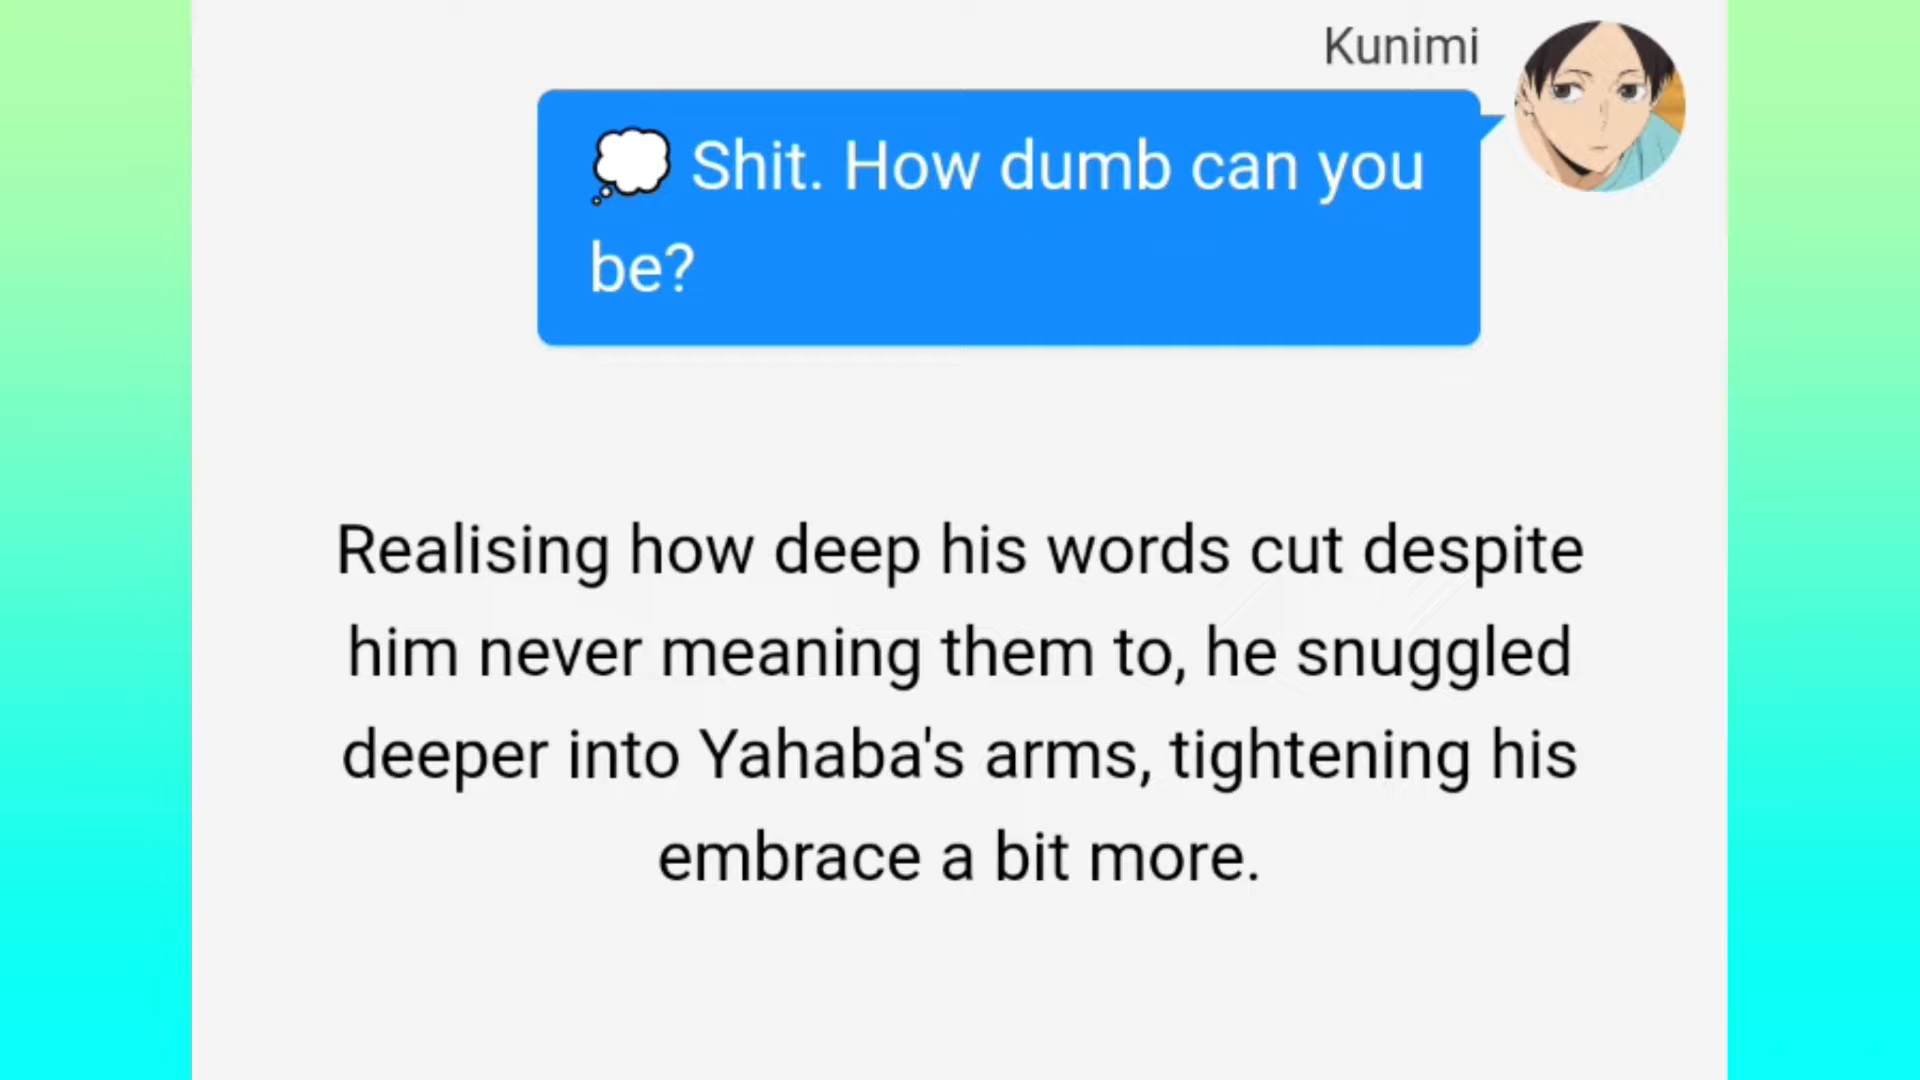 Kunimi
💭 Shit. How dumb can you
be?
Realising how deep his words cut despite
him never meaning them to, he snuggled
deeper into Yahaba's arms, tightening his
embrace a bit more.